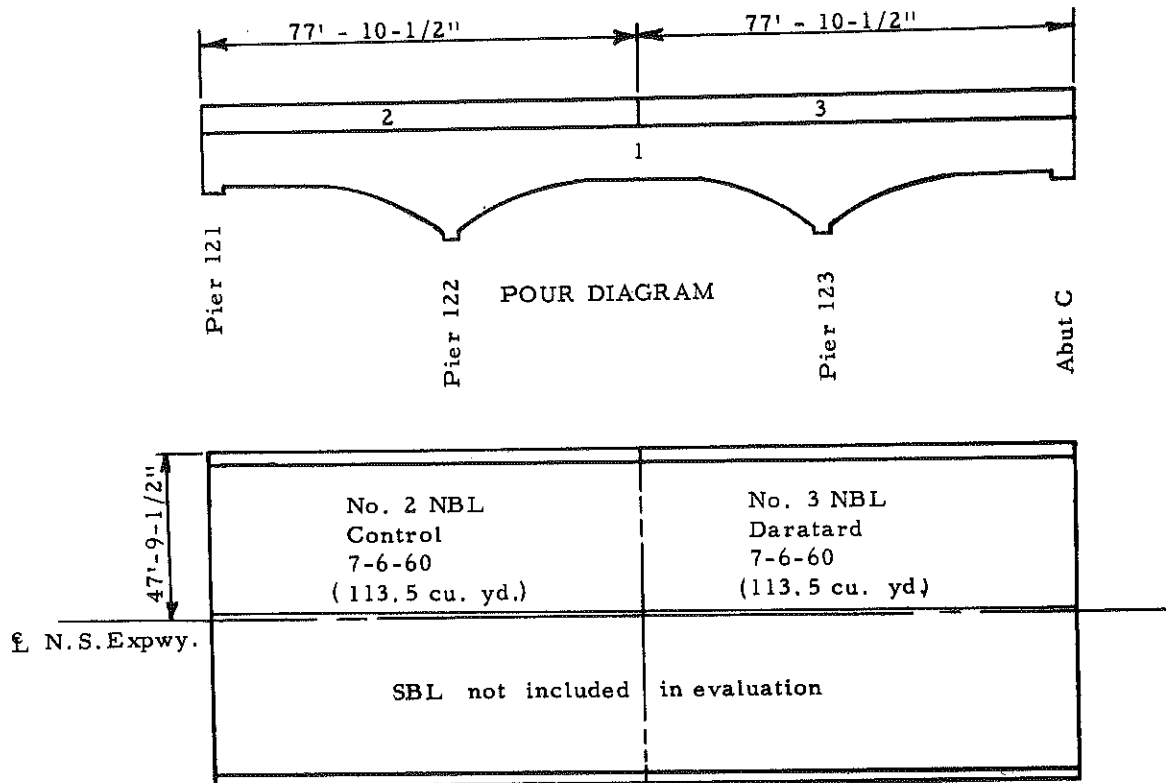 77' - 10-1/2" 77' - 10-1/2"
2 3
1
Pier 121
Pier 122
POUR DIAGRAM
Pier 123
Abut C
47'-9-1/2"
No. 2 NBL
Control
7-6-60
(113.5 cu. yd.)
No. 3 NBL
Daratard
7-6-60
(113.5 cu. yd.)
℄ N.S.Expwy.
SBL not included in evaluation